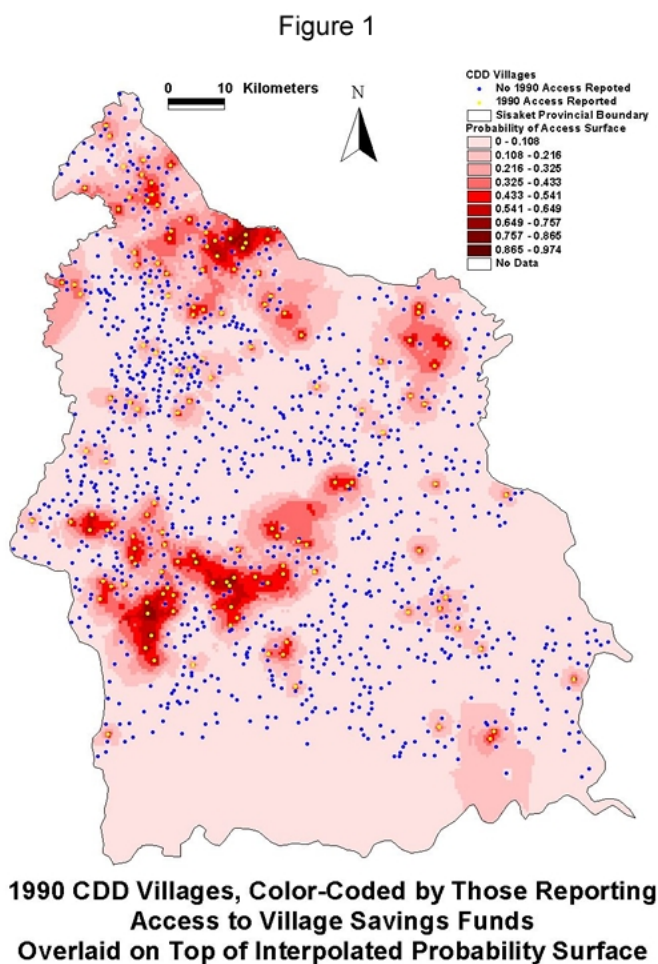 Figure 1
0 10 Kilometers
N
CDD Villages
No 1990 Access Repoted
1990 Access Reported
Sisaket Provincial Boundary
Probability of Access Surface
0 - 0.108
0.108 - 0.216
0.216 - 0.325
0.325 - 0.433
0.433 - 0.541
0.541 - 0.649
0.649 - 0.757
0.757 - 0.865
0.865 - 0.974
No Data
1990 CDD Villages, Color-Coded by Those Reporting
Access to Village Savings Funds
Overlaid on Top of Interpolated Probability Surface